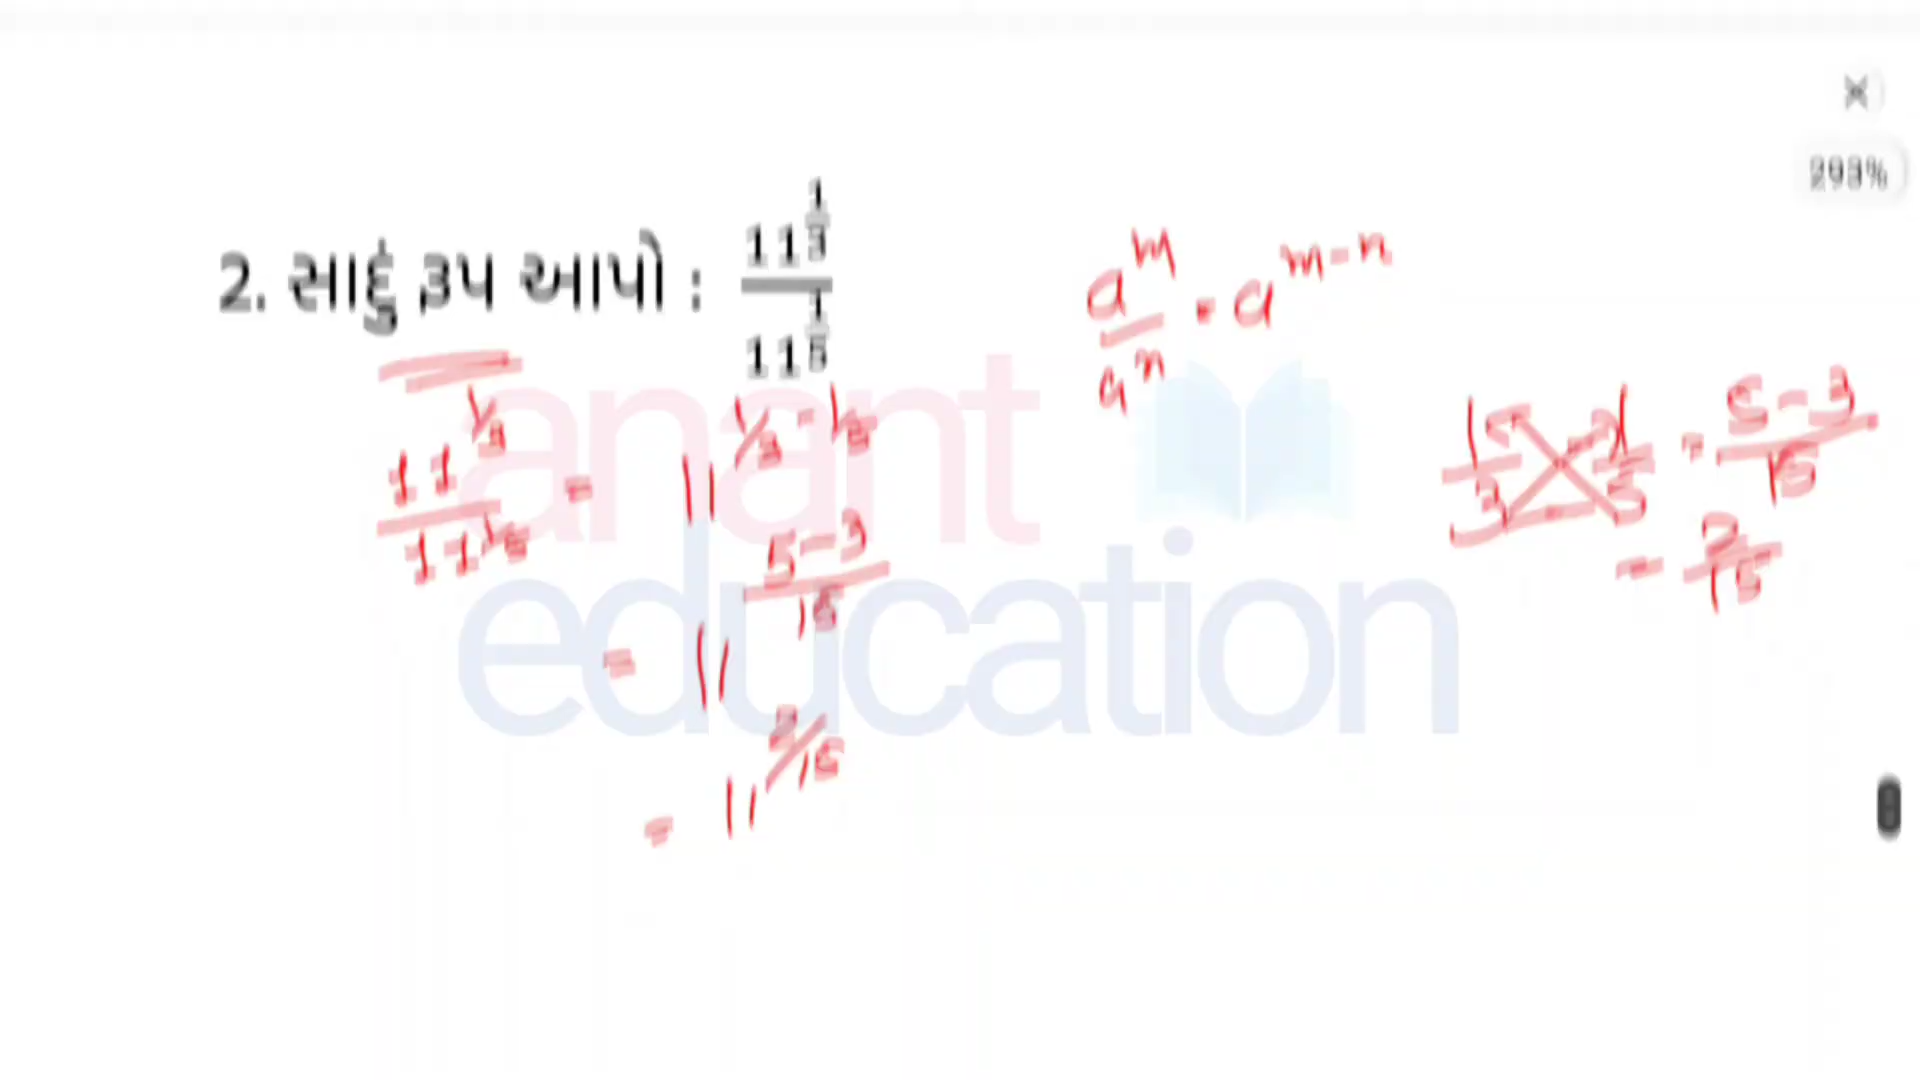 293%
2. સાદું રૂપ આપો : 11^(1/3) / 11^(1/5)
a^m / a^n = a^(m-n)
11^(1/3) / 11^(1/5) = 11^(1/3 - 1/5)
1/3 - 1/5 = (5-3)/15
= 11^((5-3)/15)
= 2/15
= 11^(2/15)
anant
education